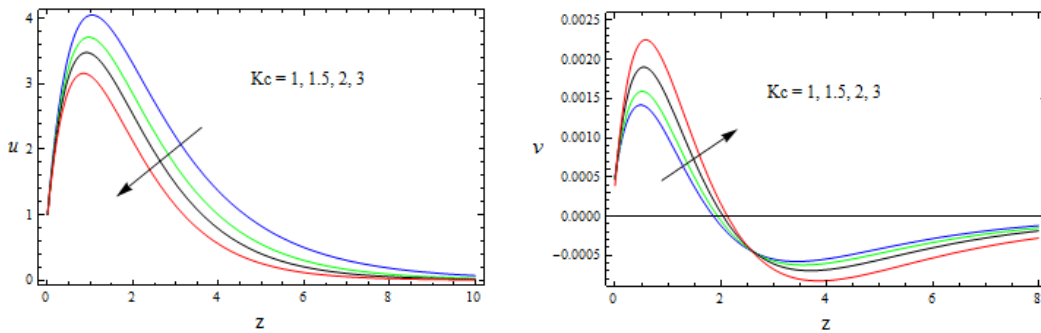 4
3
u 2
1
0
Kc = 1, 1.5, 2, 3
0 2 4 6 8 10
z
0.0025
0.0020
0.0015
0.0010
v
0.0005
0.0000
-0.0005
Kc = 1, 1.5, 2, 3
0 2 4 6 8
z